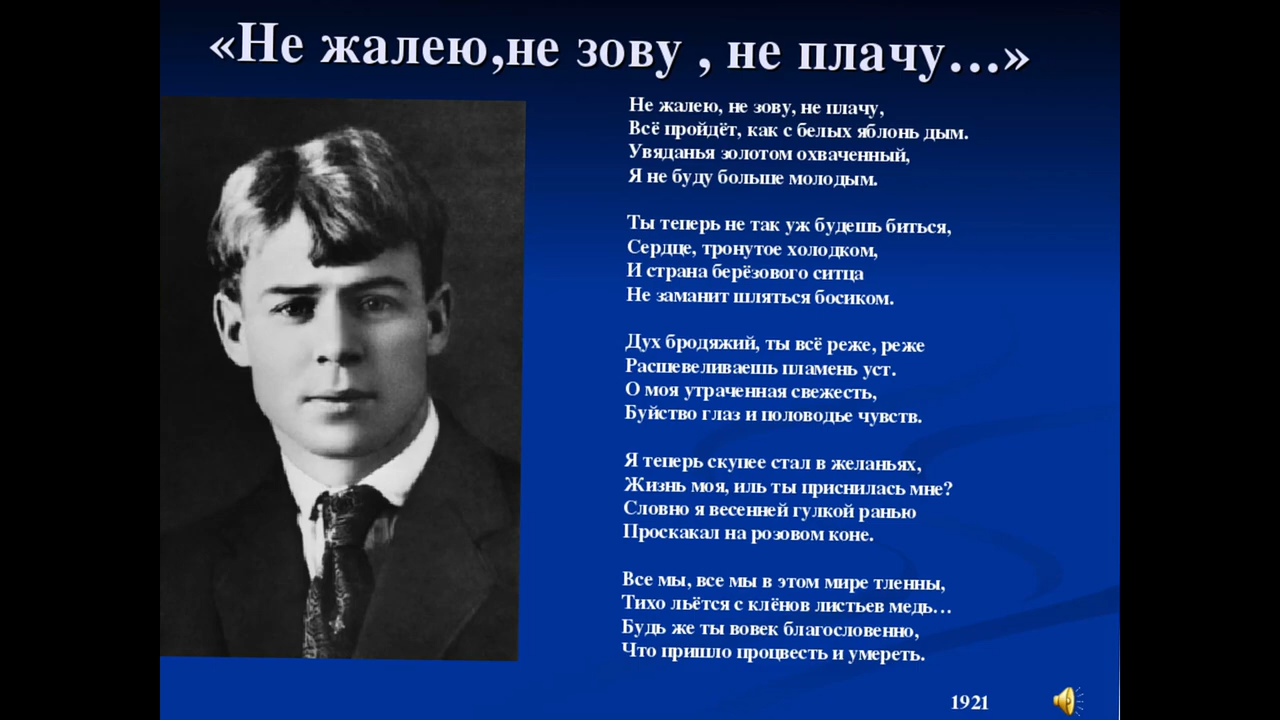 «Не жалею,не зову , не плачу…»
Не жалею, не зову, не плачу,
Всё пройдёт, как с белых яблонь дым.
Увяданья золотом охваченный,
Я не буду больше молодым.
Ты теперь не так уж будешь биться,
Сердце, тронутое холодком,
И страна берёзового ситца
Не заманит шляться босиком.
Дух бродяжий, ты всё реже, реже
Расшевеливаешь пламень уст.
О моя утраченная свежесть,
Буйство глаз и половодье чувств.
Я теперь скупее стал в желаньях,
Жизнь моя, иль ты приснилась мне?
Словно я весенней гулкой ранью
Проскакал на розовом коне.
Все мы, все мы в этом мире тленны,
Тихо льётся с клёнов листьев медь…
Будь же ты вовек благословенно,
Что пришло процвесть и умереть.
1921